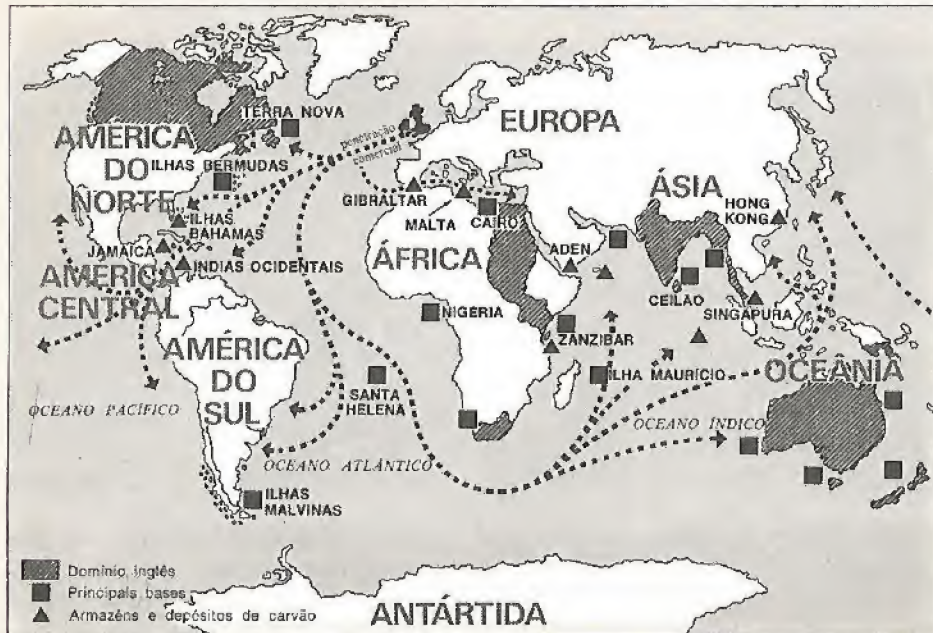 TERRA NOVA
AMÉRICA
DO
NORTE
ILHAS BERMUDAS
penetração
comercial
EUROPA
ÁSIA
HONG
KONG
GIBRALTAR
MALTA
CAIRO
ILHAS
BAHAMAS
JAMAICA
ÍNDIAS OCIDENTAIS
AMÉRICA
CENTRAL
ÁFRICA
ADEN
CEILAO
SINGAPURA
NIGERIA
ZANZIBAR
AMÉRICA
DO
SUL
SANTA
HELENA
ILHA MAURÍCIO
OCEÂNIA
OCEANO PACÍFICO
OCEANO ÍNDICO
OCEANO ATLÂNTICO
ILHAS
MALVINAS
Domínio inglês
Principais bases
Armazéns e depósitos de carvão
ANTÁRTIDA